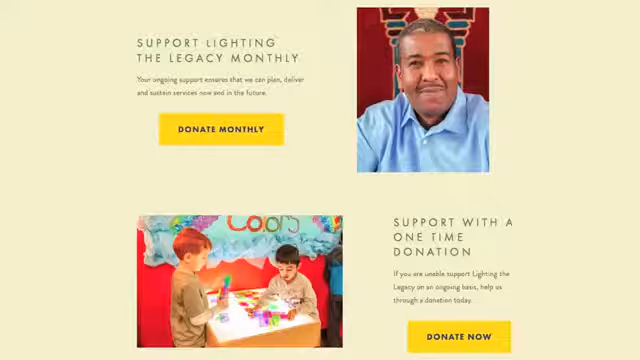 SUPPORT LIGHTING
THE LEGACY MONTHLY
Your ongoing support ensures that we can plan, deliver
and sustain services now and in the future.
DONATE MONTHLY
Colors
SUPPORT WITH A
ONE TIME
DONATION
If you are unable support Lighting the
Legacy on an ongoing basis, help us
through a donation today.
DONATE NOW